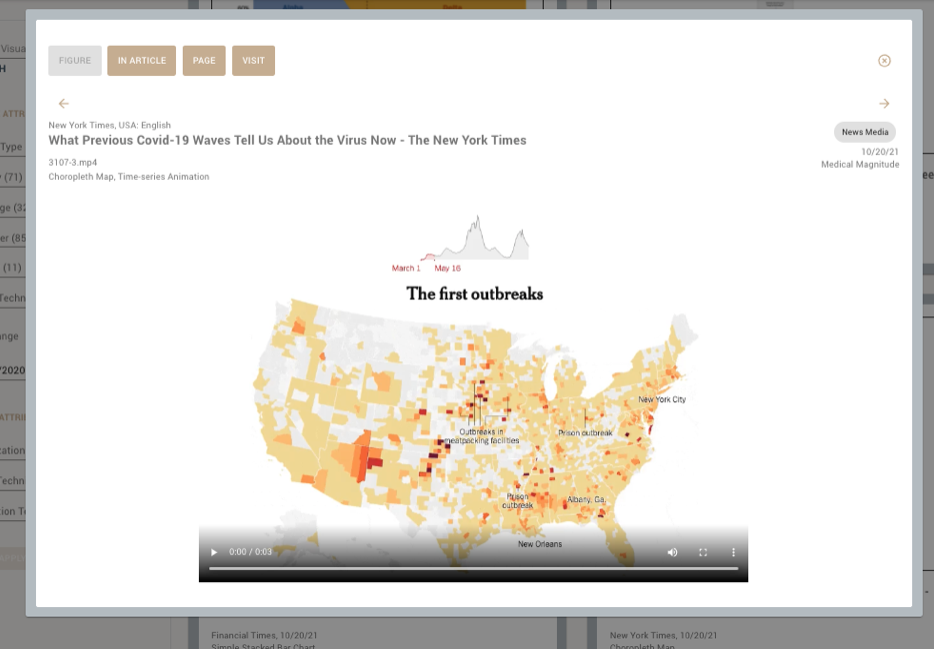 Visua
H
ATTR
Type
(71)
ge (32
er (85
(11)
Techn
nge
/2020
ATTRI
tation
Techn
ion Te
FIGURE
IN ARTICLE
PAGE
VISIT
New York Times, USA: English
What Previous Covid-19 Waves Tell Us About the Virus Now - The New York Times
3107-3.mp4
Choropleth Map, Time-series Animation
News Media
10/20/21
Medical Magnitude
March 1 May 16
The first outbreaks
New York City
Outbreaks in
meatpacking facilities
Prison outbreak
Prison
outbreak
Albany, Ga.
New Orleans
0:00 / 0:03
Financial Times, 10/20/21
Simple Stacked Bar Chart
New York Times, 10/20/21
Choropleth Map